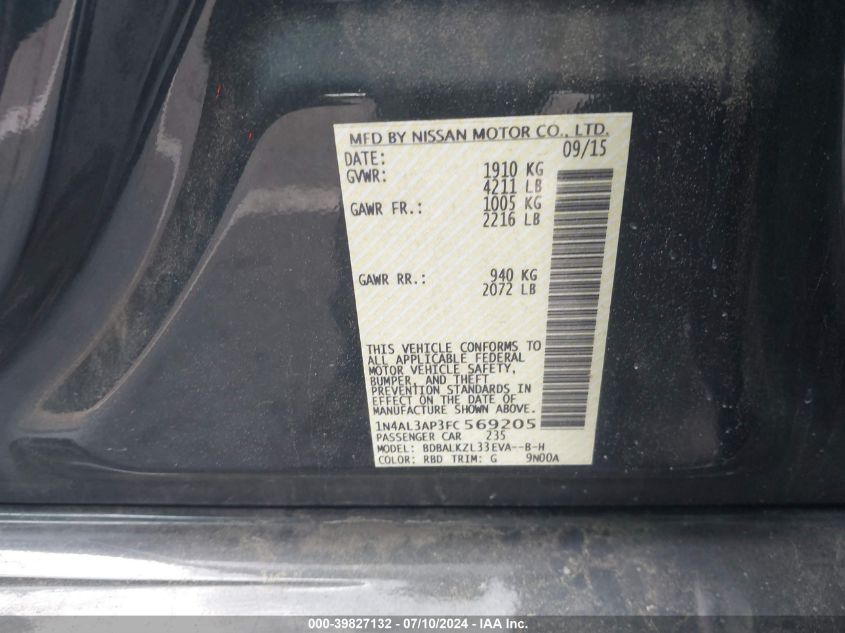 MFD BY NISSAN MOTOR CO., LTD.
DATE: 09/15
GVWR: 1910 KG
4211 LB
GAWR FR.: 1005 KG
2216 LB
GAWR RR.: 940 KG
2072 LB
THIS VEHICLE CONFORMS TO
ALL APPLICABLE FEDERAL
MOTOR VEHICLE SAFETY,
BUMPER, AND THEFT
PREVENTION STANDARDS IN
EFFECT ON THE DATE OF
MANUFACTURE SHOWN ABOVE.
1N4AL3AP3FC569205
PASSENGER CAR 235
MODEL: BDBALKZL33EVA--B-H
COLOR: RBD TRIM: G 9N00A
000-39827132 - 07/10/2024 - IAA Inc.